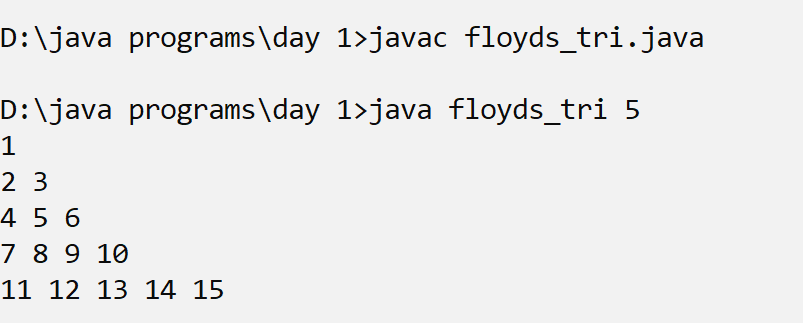 D:\java programs\day 1>javac floyds_tri.java
D:\java programs\day 1>java floyds_tri 5
1
2 3
4 5 6
7 8 9 10
11 12 13 14 15